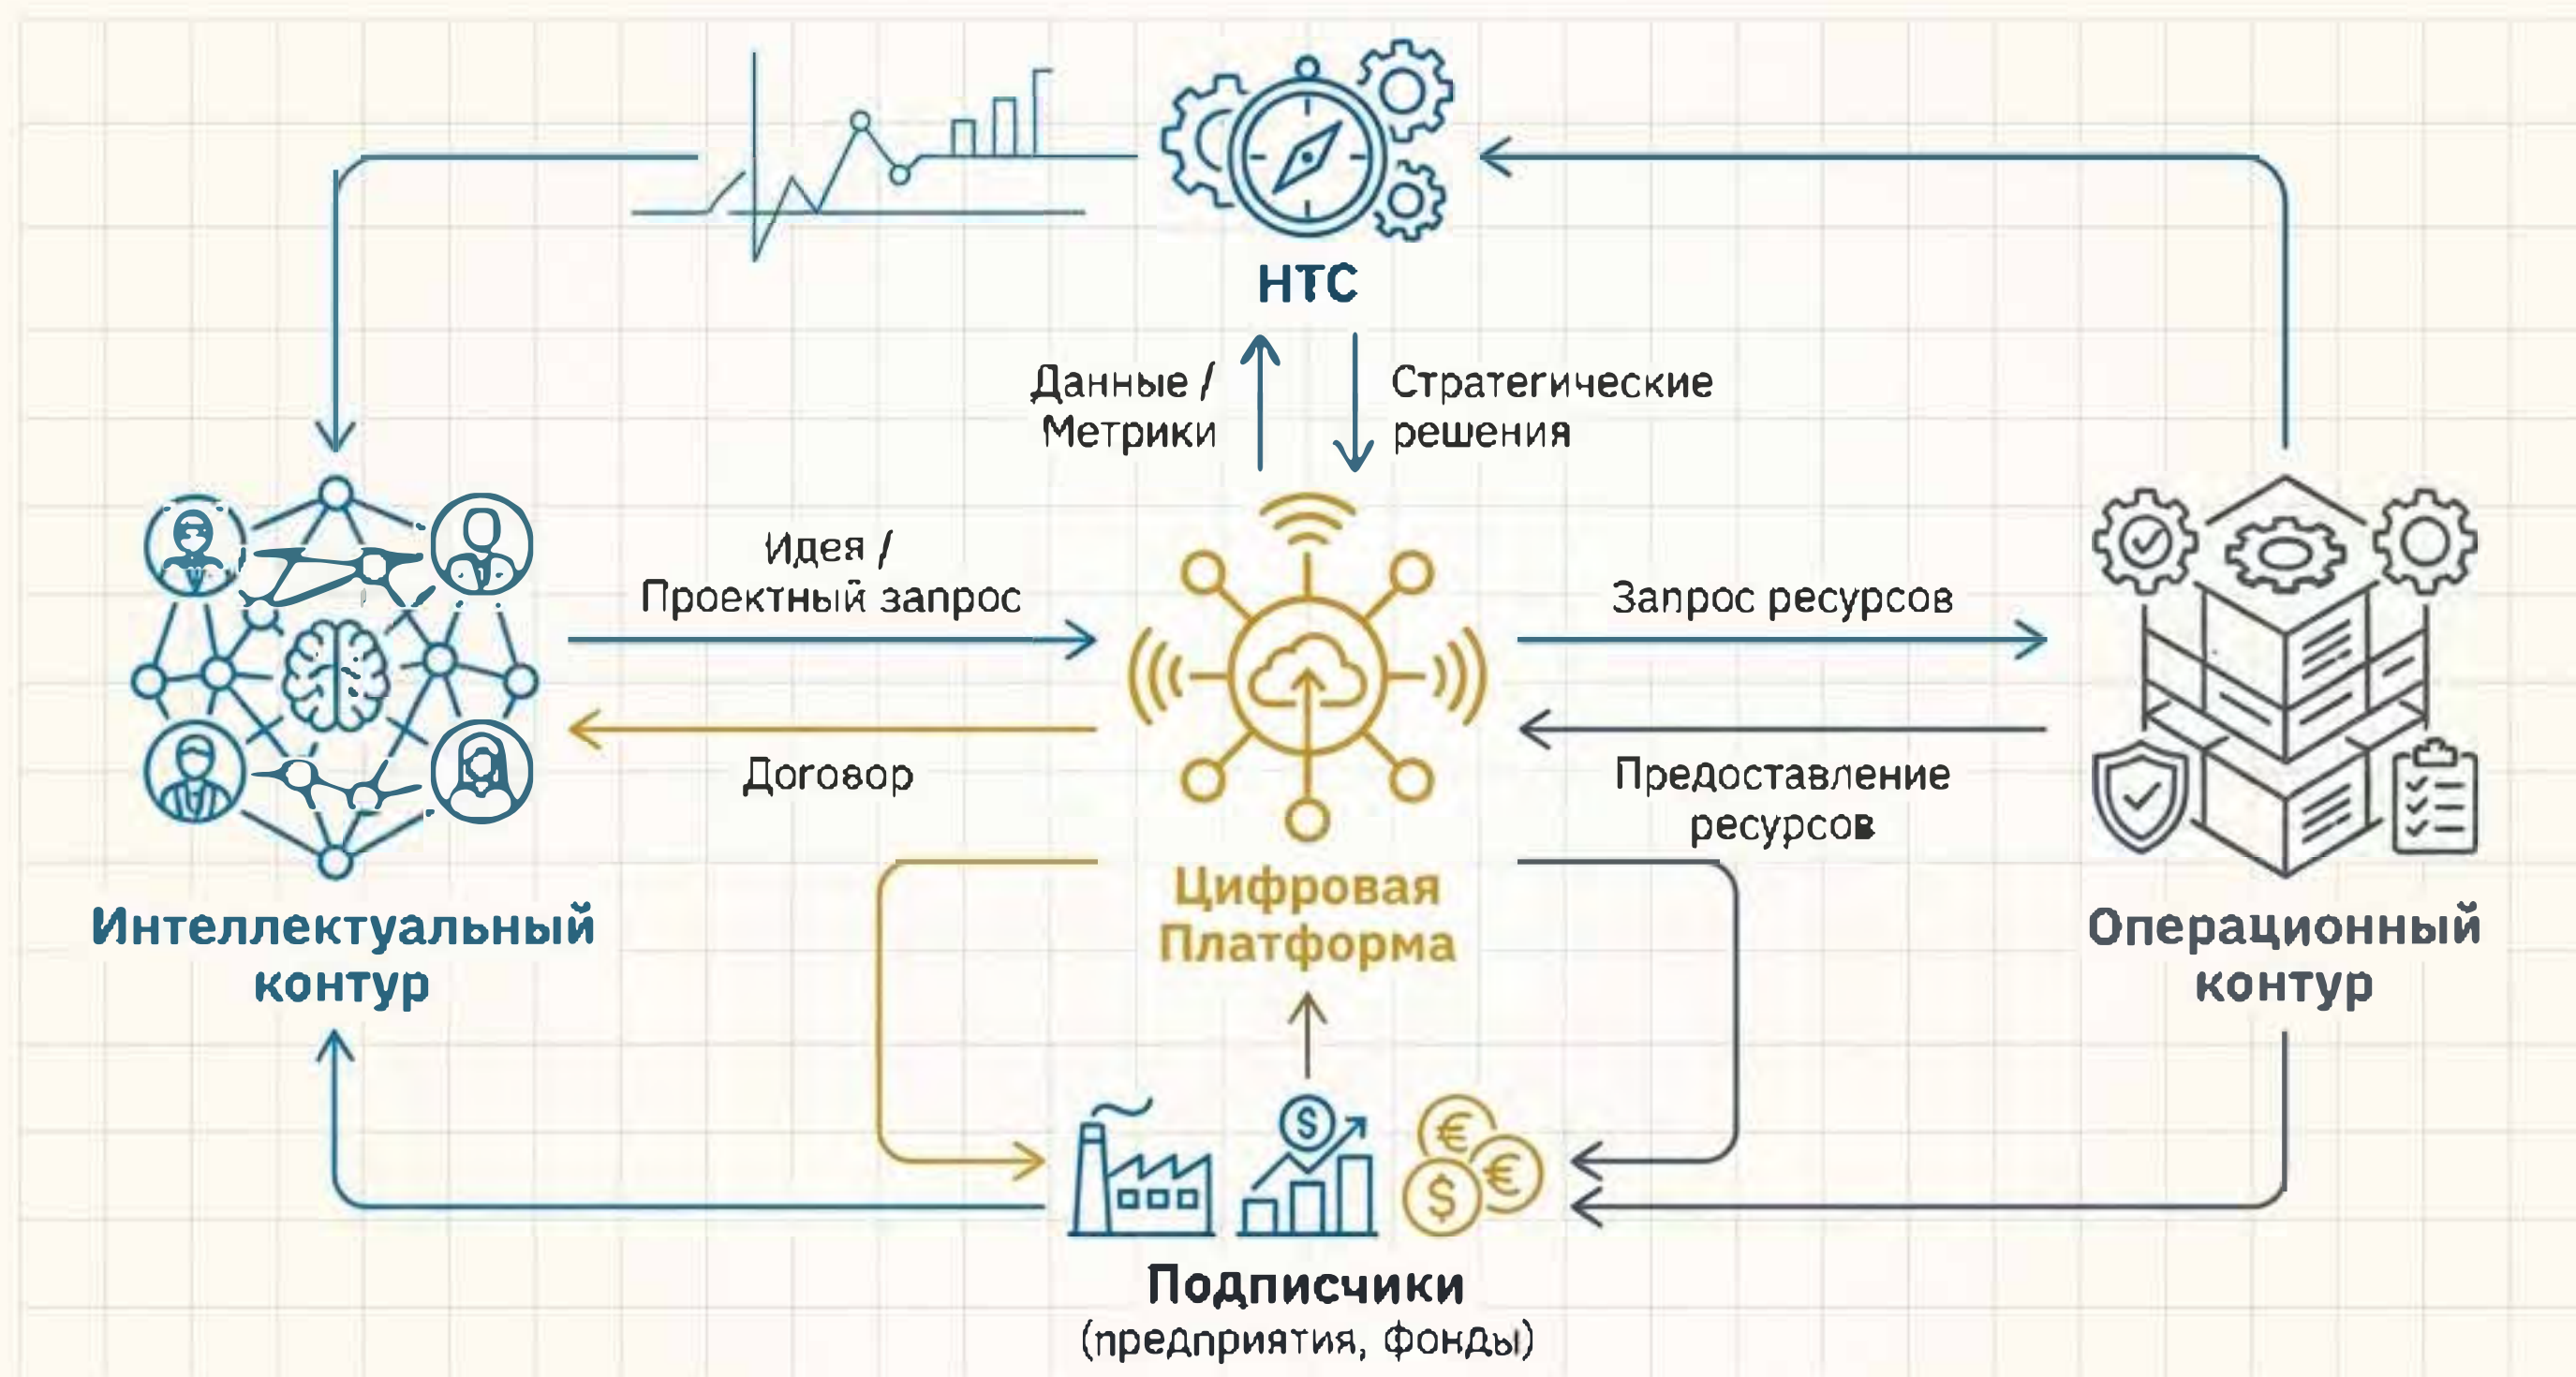 НТС
Данные /
Метрики
Стратегические
решения
Идея /
Проектный запрос
Запрос ресурсов
Договор
Предоставление
ресурсов
Цифровая
Платформа
Интеллектуальный
контур
Операционный
контур
$
€
€
$
Подписчики
(предприятия, фонды)